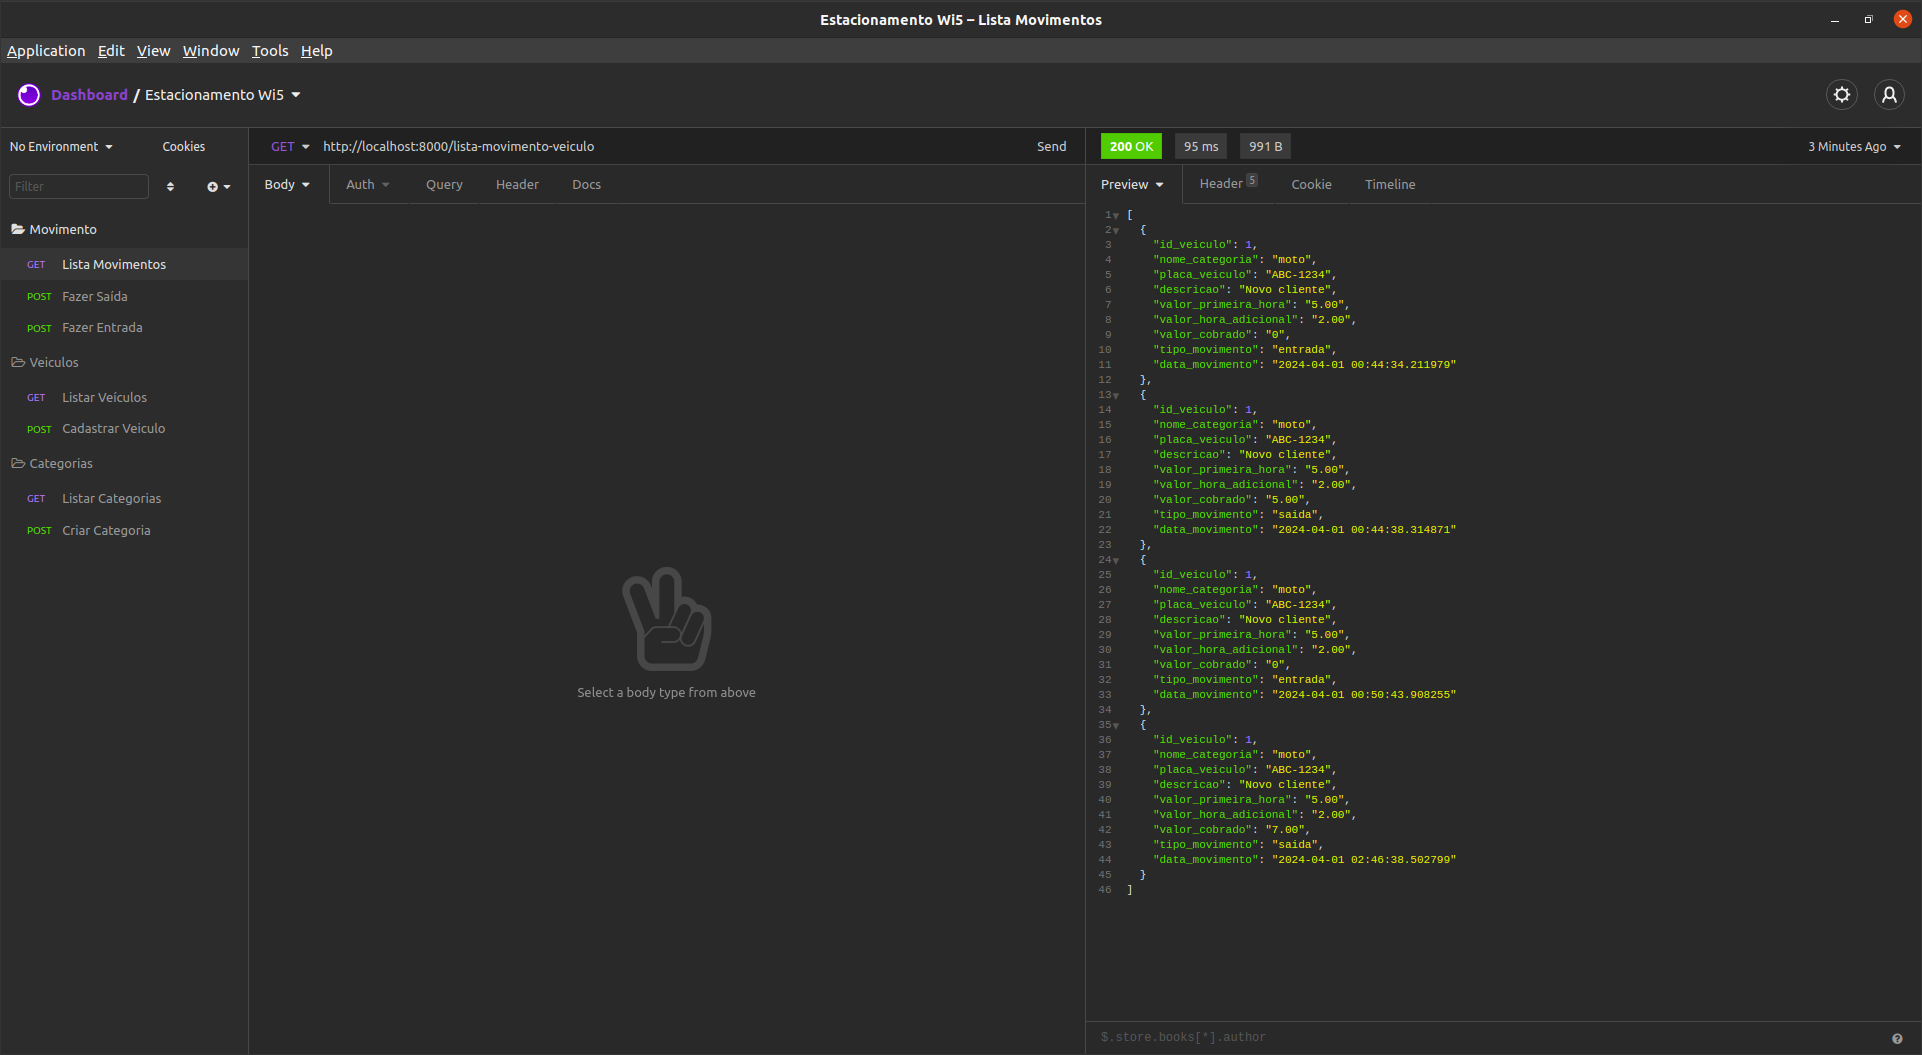 Estacionamento Wi5 – Lista Movimentos
Application Edit View Window Tools Help
Dashboard / Estacionamento Wi5
No Environment Cookies
Filter
Movimento
GET Lista Movimentos
POST Fazer Saída
POST Fazer Entrada
Veiculos
GET Listar Veículos
POST Cadastrar Veiculo
Categorias
GET Listar Categorias
POST Criar Categoria
GET http://localhost:8000/lista-movimento-veiculo Send
Body Auth Query Header Docs
Select a body type from above
200 OK 95 ms 991 B 3 Minutes Ago
Preview Header 5 Cookie Timeline
1 [
2 {
3 "id_veiculo": 1,
4 "nome_categoria": "moto",
5 "placa_veiculo": "ABC-1234",
6 "descricao": "Novo cliente",
7 "valor_primeira_hora": "5.00",
8 "valor_hora_adicional": "2.00",
9 "valor_cobrado": "0",
10 "tipo_movimento": "entrada",
11 "data_movimento": "2024-04-01 00:44:34.211979"
12 },
13 {
14 "id_veiculo": 1,
15 "nome_categoria": "moto",
16 "placa_veiculo": "ABC-1234",
17 "descricao": "Novo cliente",
18 "valor_primeira_hora": "5.00",
19 "valor_hora_adicional": "2.00",
20 "valor_cobrado": "5.00",
21 "tipo_movimento": "saida",
22 "data_movimento": "2024-04-01 00:44:38.314871"
23 },
24 {
25 "id_veiculo": 1,
26 "nome_categoria": "moto",
27 "placa_veiculo": "ABC-1234",
28 "descricao": "Novo cliente",
29 "valor_primeira_hora": "5.00",
30 "valor_hora_adicional": "2.00",
31 "valor_cobrado": "0",
32 "tipo_movimento": "entrada",
33 "data_movimento": "2024-04-01 00:50:43.908255"
34 },
35 {
36 "id_veiculo": 1,
37 "nome_categoria": "moto",
38 "placa_veiculo": "ABC-1234",
39 "descricao": "Novo cliente",
40 "valor_primeira_hora": "5.00",
41 "valor_hora_adicional": "2.00",
42 "valor_cobrado": "7.00",
43 "tipo_movimento": "saida",
44 "data_movimento": "2024-04-01 02:46:38.502799"
45 }
46 ]
$.store.books[*].author